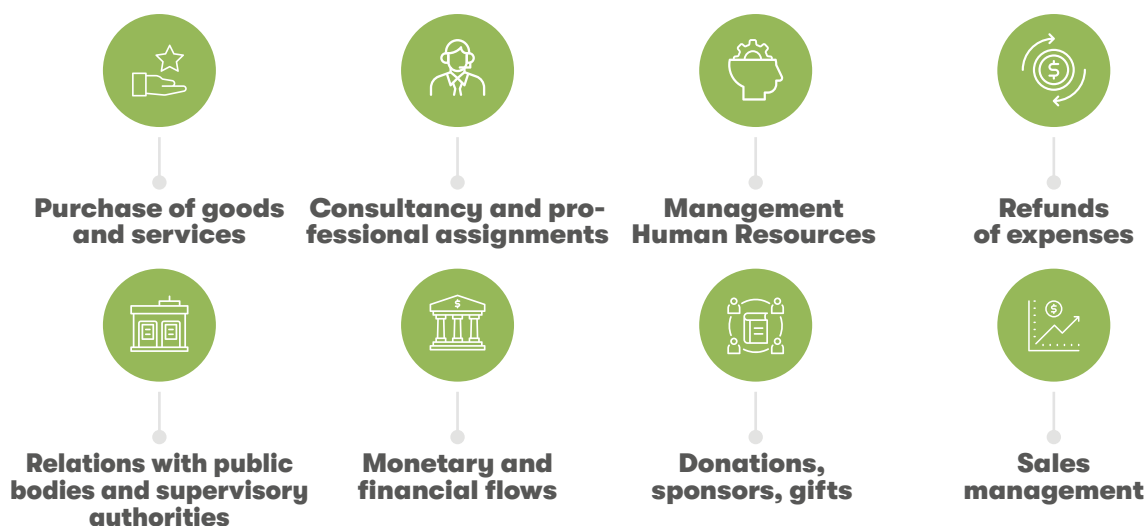 Purchase of goods
and services
Consultancy and pro-
fessional assignments
Management
Human Resources
Refunds
of expenses
Relations with public
bodies and supervisory
authorities
Monetary and
financial flows
Donations,
sponsors, gifts
Sales
management